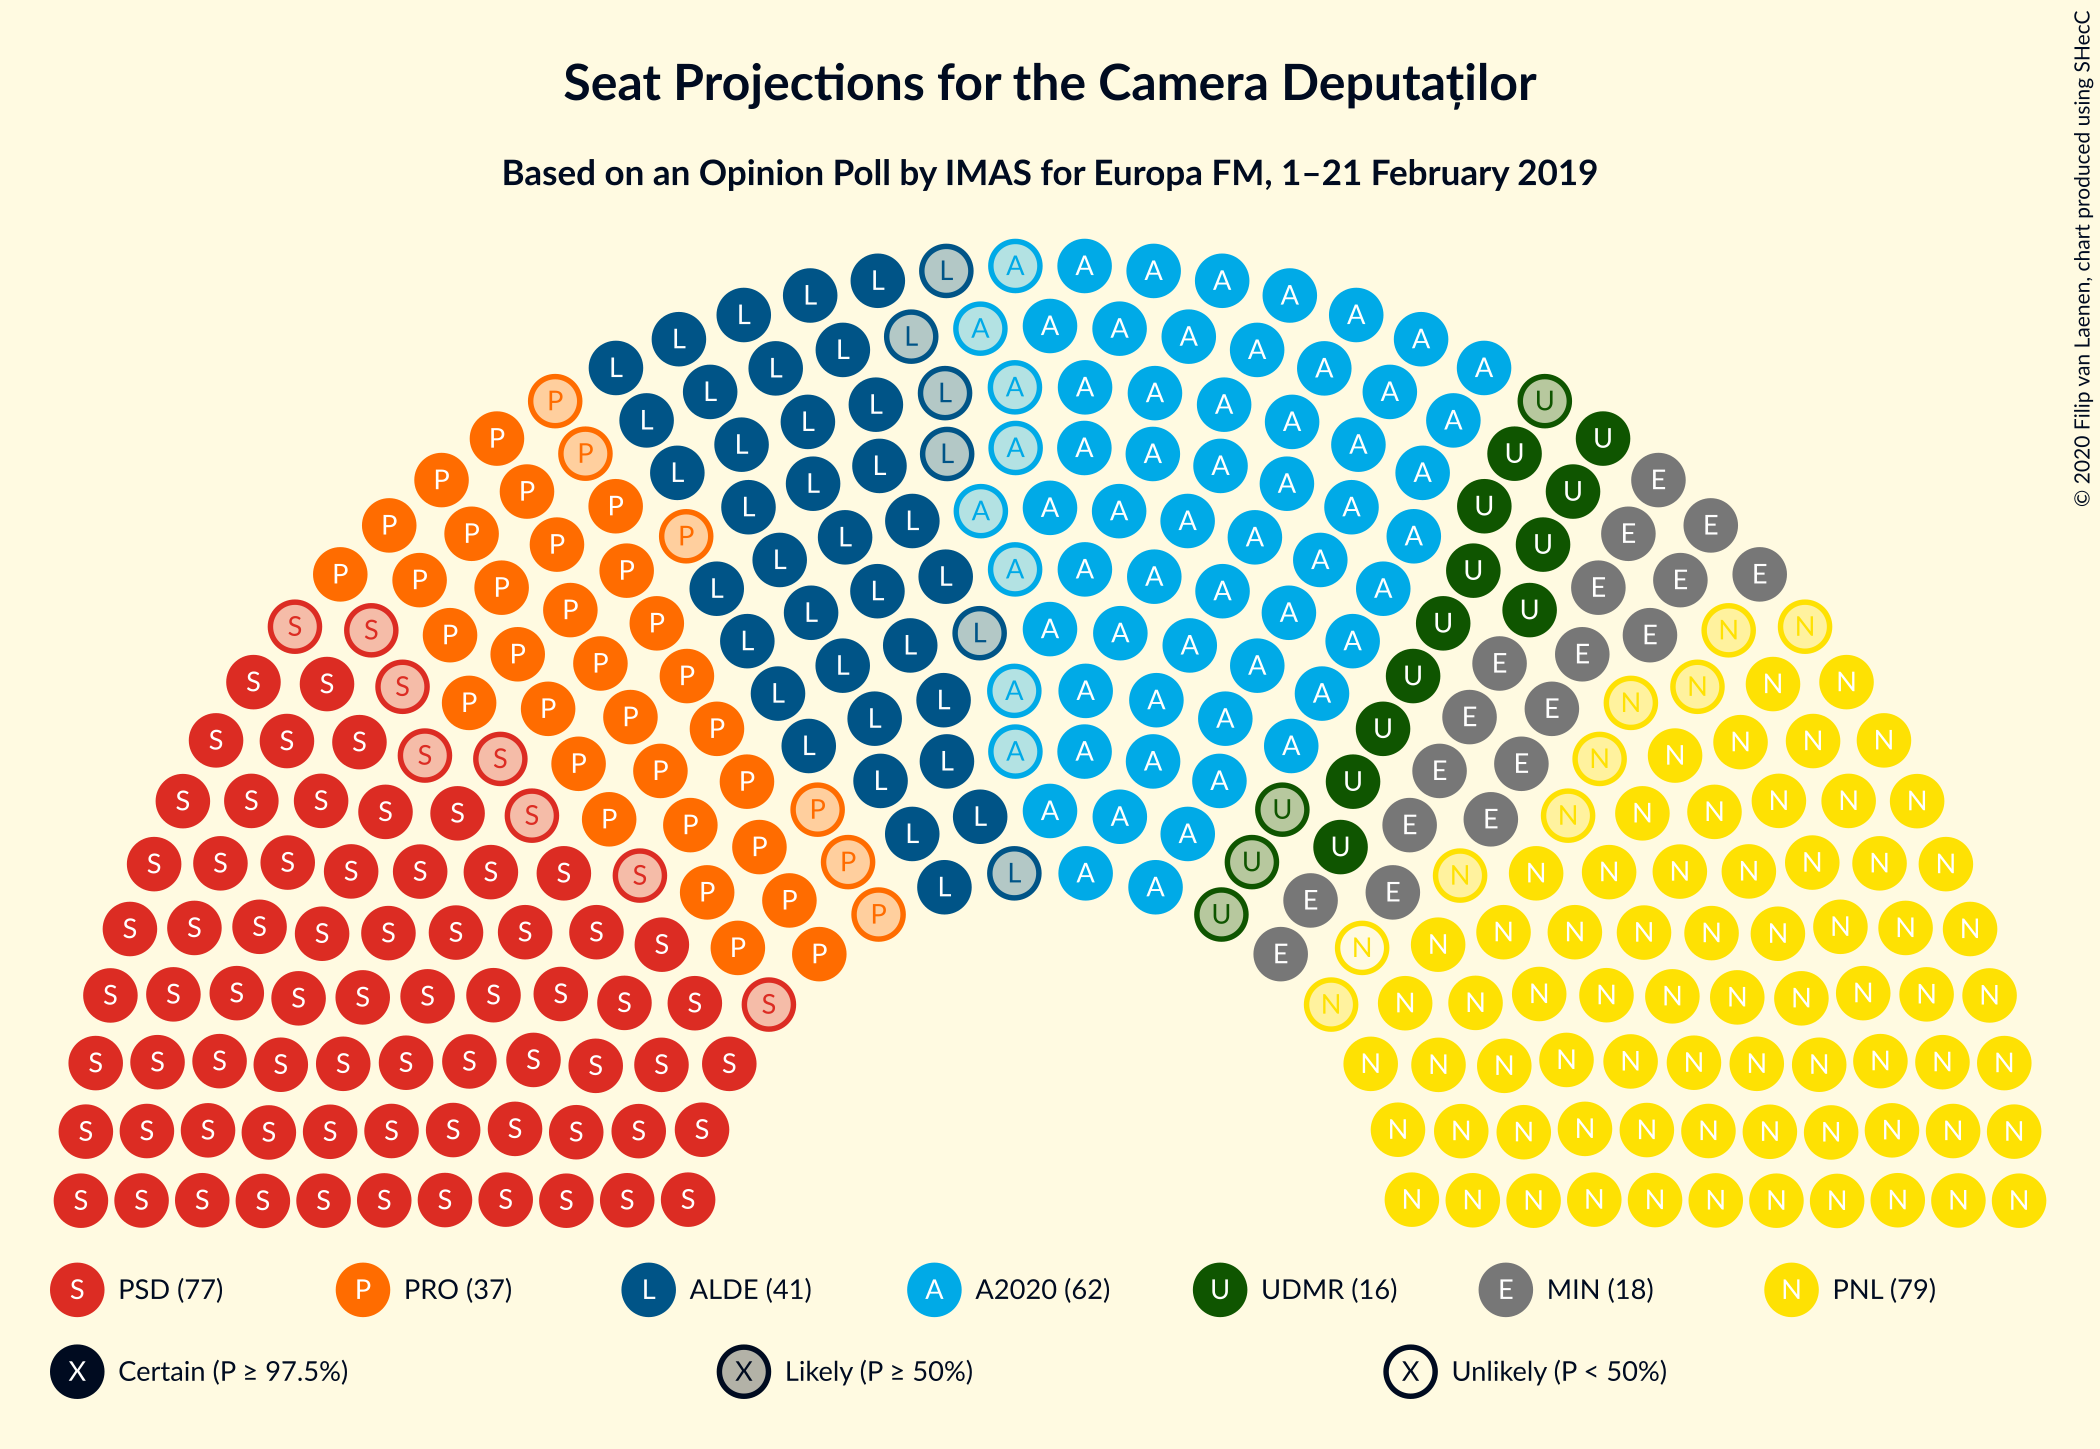 Seat Projections for the Camera Deputaților
Based on an Opinion Poll by IMAS for Europa FM, 1–21 February 2019
© 2020 Filip van Laenen, chart produced using SHecC
S PSD (77) P PRO (37) L ALDE (41) A A2020 (62) U UDMR (16) E MIN (18) N PNL (79)
X Certain (P ≥ 97.5%) X Likely (P ≥ 50%) X Unlikely (P < 50%)